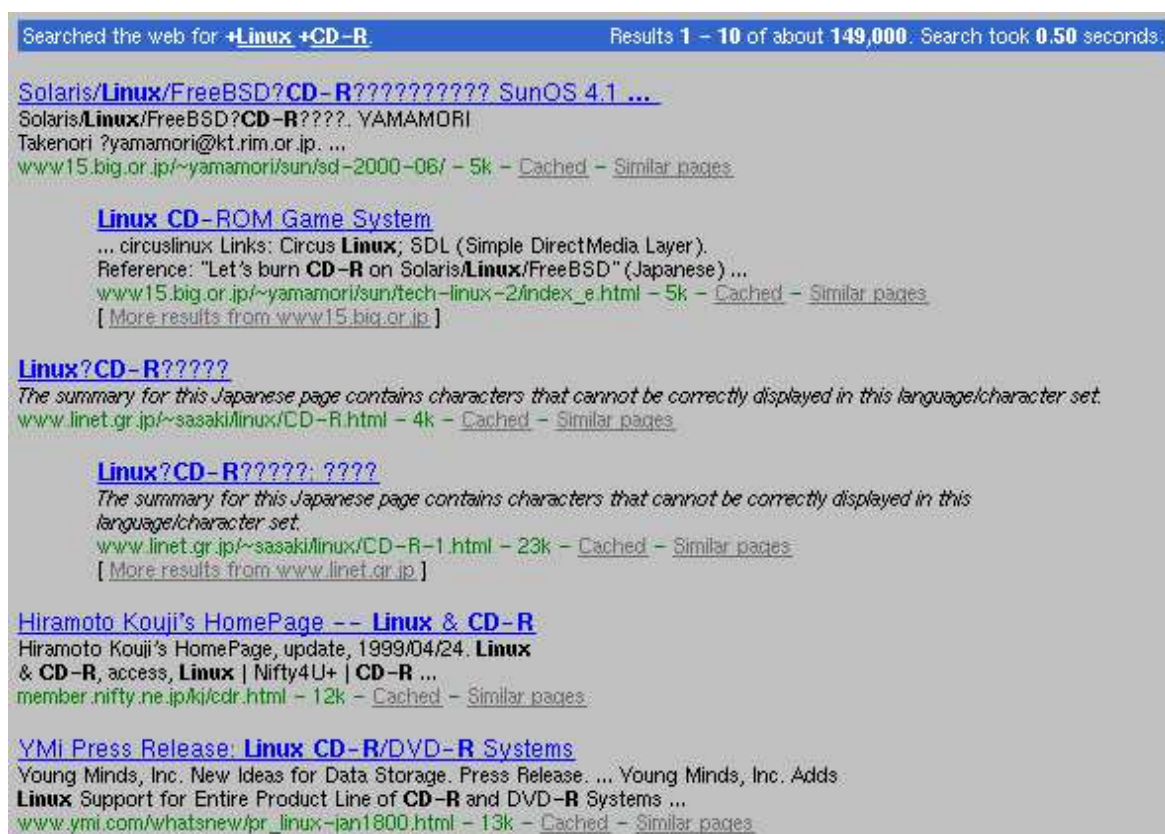 Searched the web for +Linux +CD-R. Results 1 - 10 of about 149,000. Search took 0.50 seconds.
Solaris/Linux/FreeBSD?CD-R?????????? SunOS 4.1 ...
Solaris/Linux/FreeBSD?CD-R????. YAMAMORI
Takenori ?yamamori@kt.rim.or.jp. ...
www15.big.or.jp/~yamamori/sun/sd-2000-06/ - 5k - Cached - Similar pages
Linux CD-ROM Game System
... circuslinux Links: Circus Linux; SDL (Simple DirectMedia Layer).
Reference: "Let's burn CD-R on Solaris/Linux/FreeBSD" (Japanese) ...
www15.big.or.jp/~yamamori/sun/tech-linux-2/index_e.html - 5k - Cached - Similar pages
[ More results from www15.big.or.jp ]
Linux?CD-R?????
The summary for this Japanese page contains characters that cannot be correctly displayed in this language/character set.
www.linet.gr.jp/~sasaki/linux/CD-R.html - 4k - Cached - Similar pages
Linux?CD-R?????: ????
The summary for this Japanese page contains characters that cannot be correctly displayed in this
language/character set.
www.linet.gr.jp/~sasaki/linux/CD-R-1.html - 23k - Cached - Similar pages
[ More results from www.linet.gr.jp ]
Hiramoto Kouji's HomePage -- Linux & CD-R
Hiramoto Kouji's HomePage, update, 1999/04/24. Linux
& CD-R, access, Linux | Nifty4U+ | CD-R ...
member.nifty.ne.jp/kj/cdr.html - 12k - Cached - Similar pages
YMi Press Release: Linux CD-R/DVD-R Systems
Young Minds, Inc. New Ideas for Data Storage. Press Release. ... Young Minds, Inc. Adds
Linux Support for Entire Product Line of CD-R and DVD-R Systems ...
www.ymi.com/whatsnew/pr_linux-jan1800.html - 13k - Cached - Similar pages